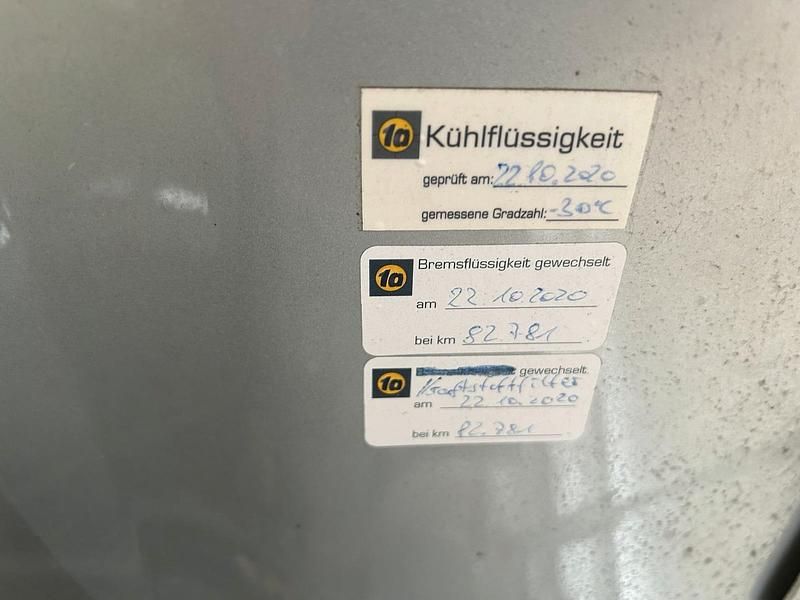 1a Kühlflüssigkeit
geprüft am: 22.10.2020
gemessene Gradzahl: -30°C
1a Bremsflüssigkeit gewechselt
am 22.10.2020
bei km 82.781
1a gewechselt
Kraftstofffilter
am 22.10.2020
bei km 82.781